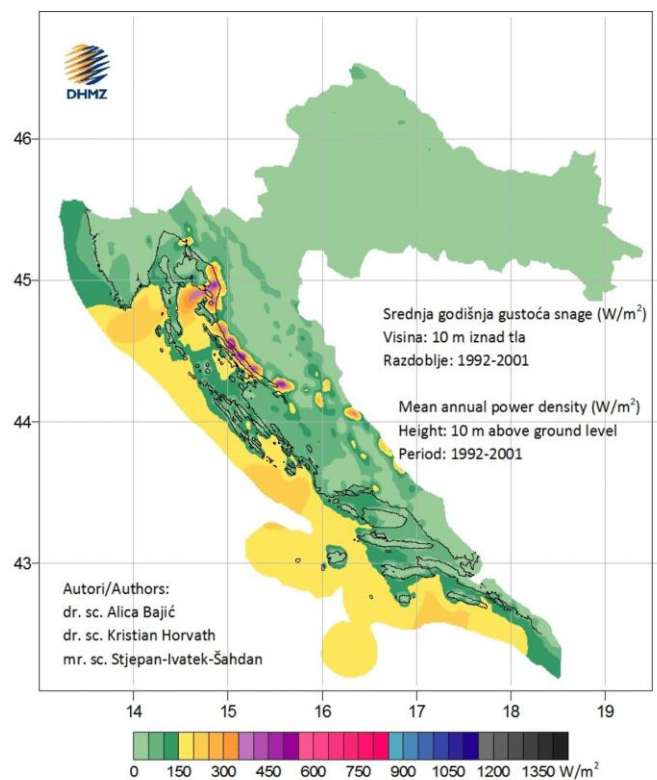 DHMZ
46
45
44
43
Srednja godišnja gustoća snage (W/m²)
Visina: 10 m iznad tla
Razdoblje: 1992-2001
Mean annual power density (W/m²)
Height: 10 m above ground level
Period: 1992-2001
Autori/Authors:
dr. sc. Alica Bajić
dr. sc. Kristian Horvath
mr. sc. Stjepan-Ivatek-Šahdan
14 15 16 17 18 19
0 150 300 450 600 750 900 1050 1200 1350 W/m²